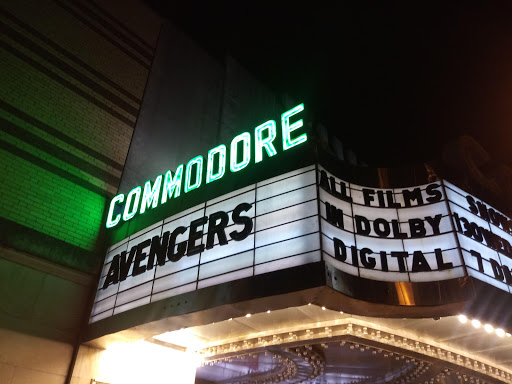 COMMODORE
AVENGERS
ALL FILMS
IN DOLBY
DIGITAL